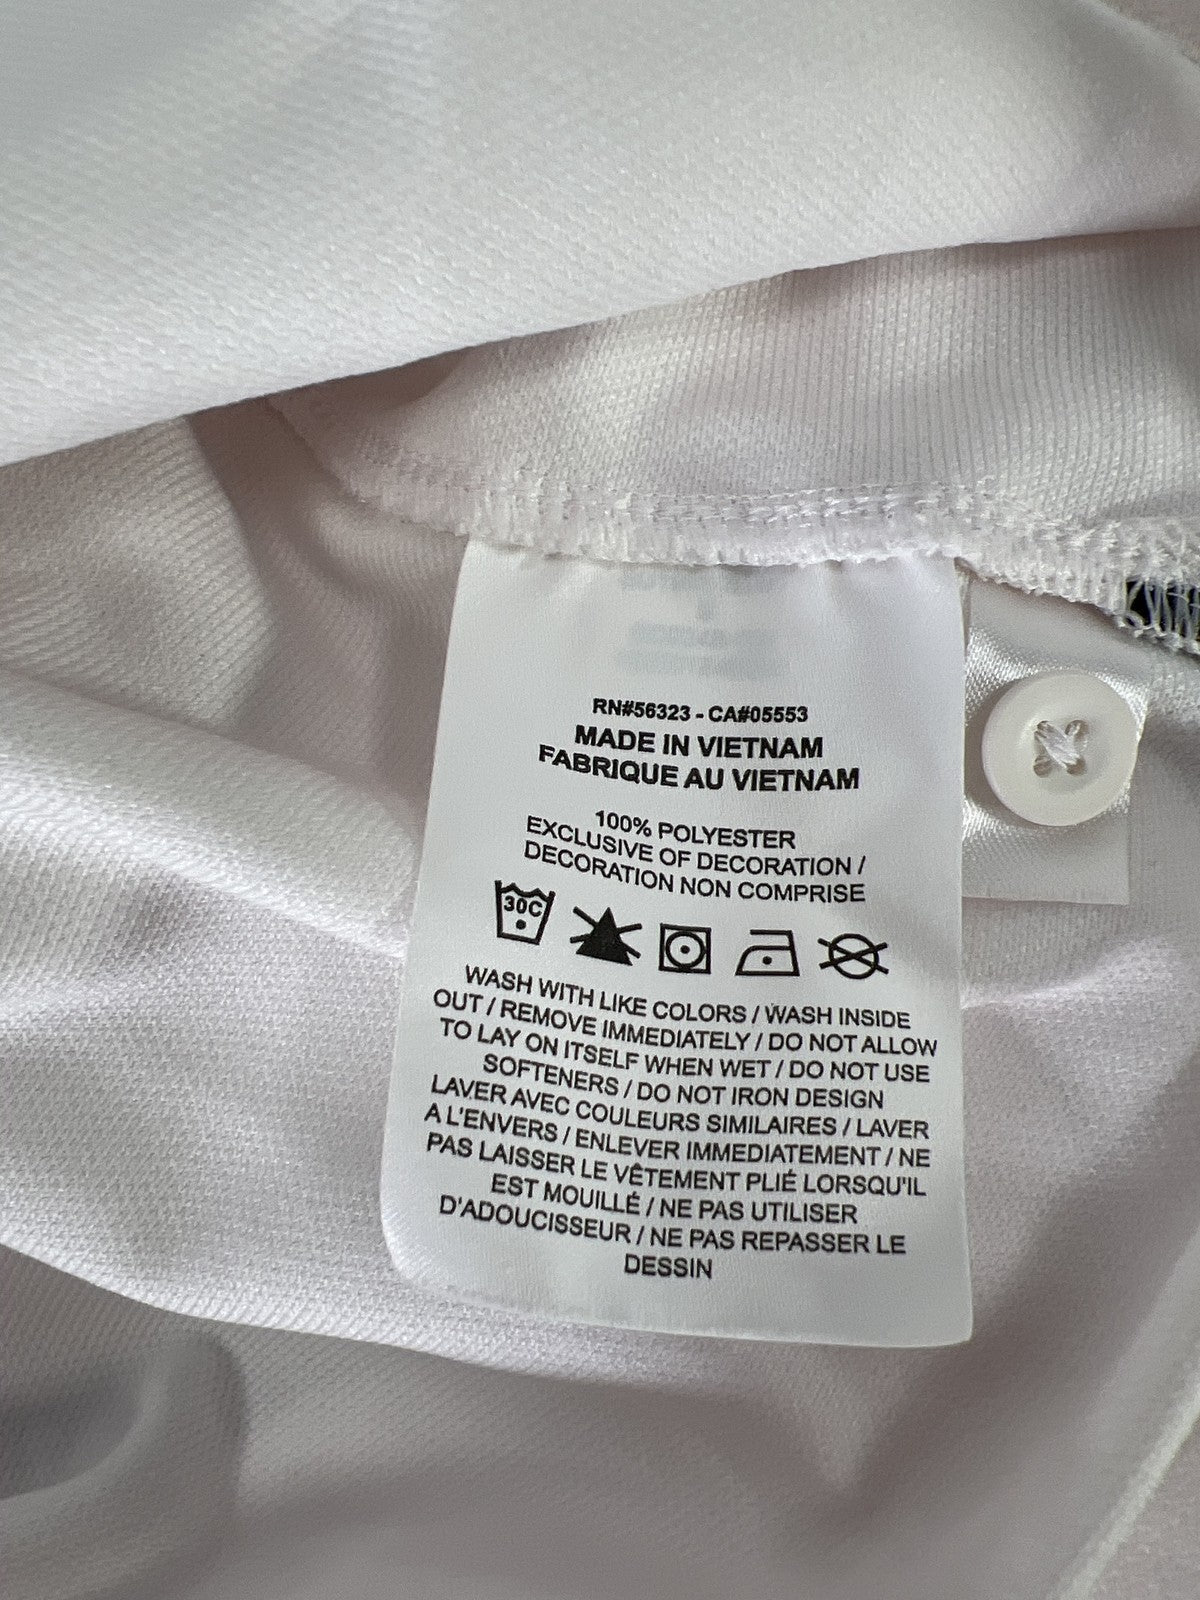 RN#56323 - CA#05553
MADE IN VIETNAM
FABRIQUE AU VIETNAM
100% POLYESTER
EXCLUSIVE OF DECORATION /
DECORATION NON COMPRISE
30C
WASH WITH LIKE COLORS / WASH INSIDE
OUT / REMOVE IMMEDIATELY / DO NOT ALLOW
TO LAY ON ITSELF WHEN WET / DO NOT USE
SOFTENERS / DO NOT IRON DESIGN
LAVER AVEC COULEURS SIMILAIRES / LAVER
A L'ENVERS / ENLEVER IMMEDIATEMENT / NE
PAS LAISSER LE VÊTEMENT PLIÉ LORSQU'IL
EST MOUILLÉ / NE PAS UTILISER
D'ADOUCISSEUR / NE PAS REPASSER LE
DESSIN